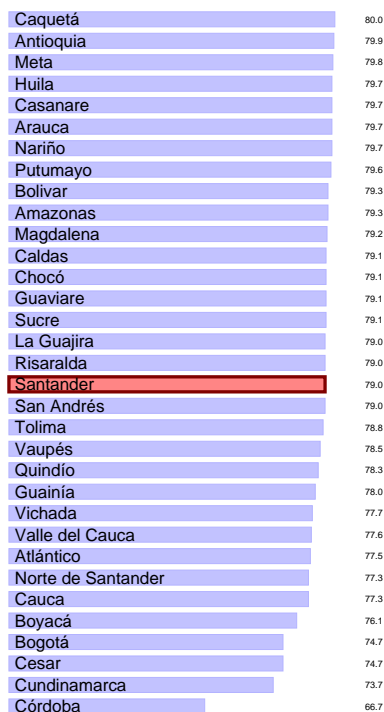 Caquetá 80.0
Antioquia 79.9
Meta 79.8
Huila 79.7
Casanare 79.7
Arauca 79.7
Nariño 79.7
Putumayo 79.6
Bolivar 79.3
Amazonas 79.3
Magdalena 79.2
Caldas 79.1
Chocó 79.1
Guaviare 79.1
Sucre 79.1
La Guajira 79.0
Risaralda 79.0
Santander 79.0
San Andrés 79.0
Tolima 78.8
Vaupés 78.5
Quindío 78.3
Guainía 78.0
Vichada 77.7
Valle del Cauca 77.6
Atlántico 77.5
Norte de Santander 77.3
Cauca 77.3
Boyacá 76.1
Bogotá 74.7
Cesar 74.7
Cundinamarca 73.7
Córdoba 66.7